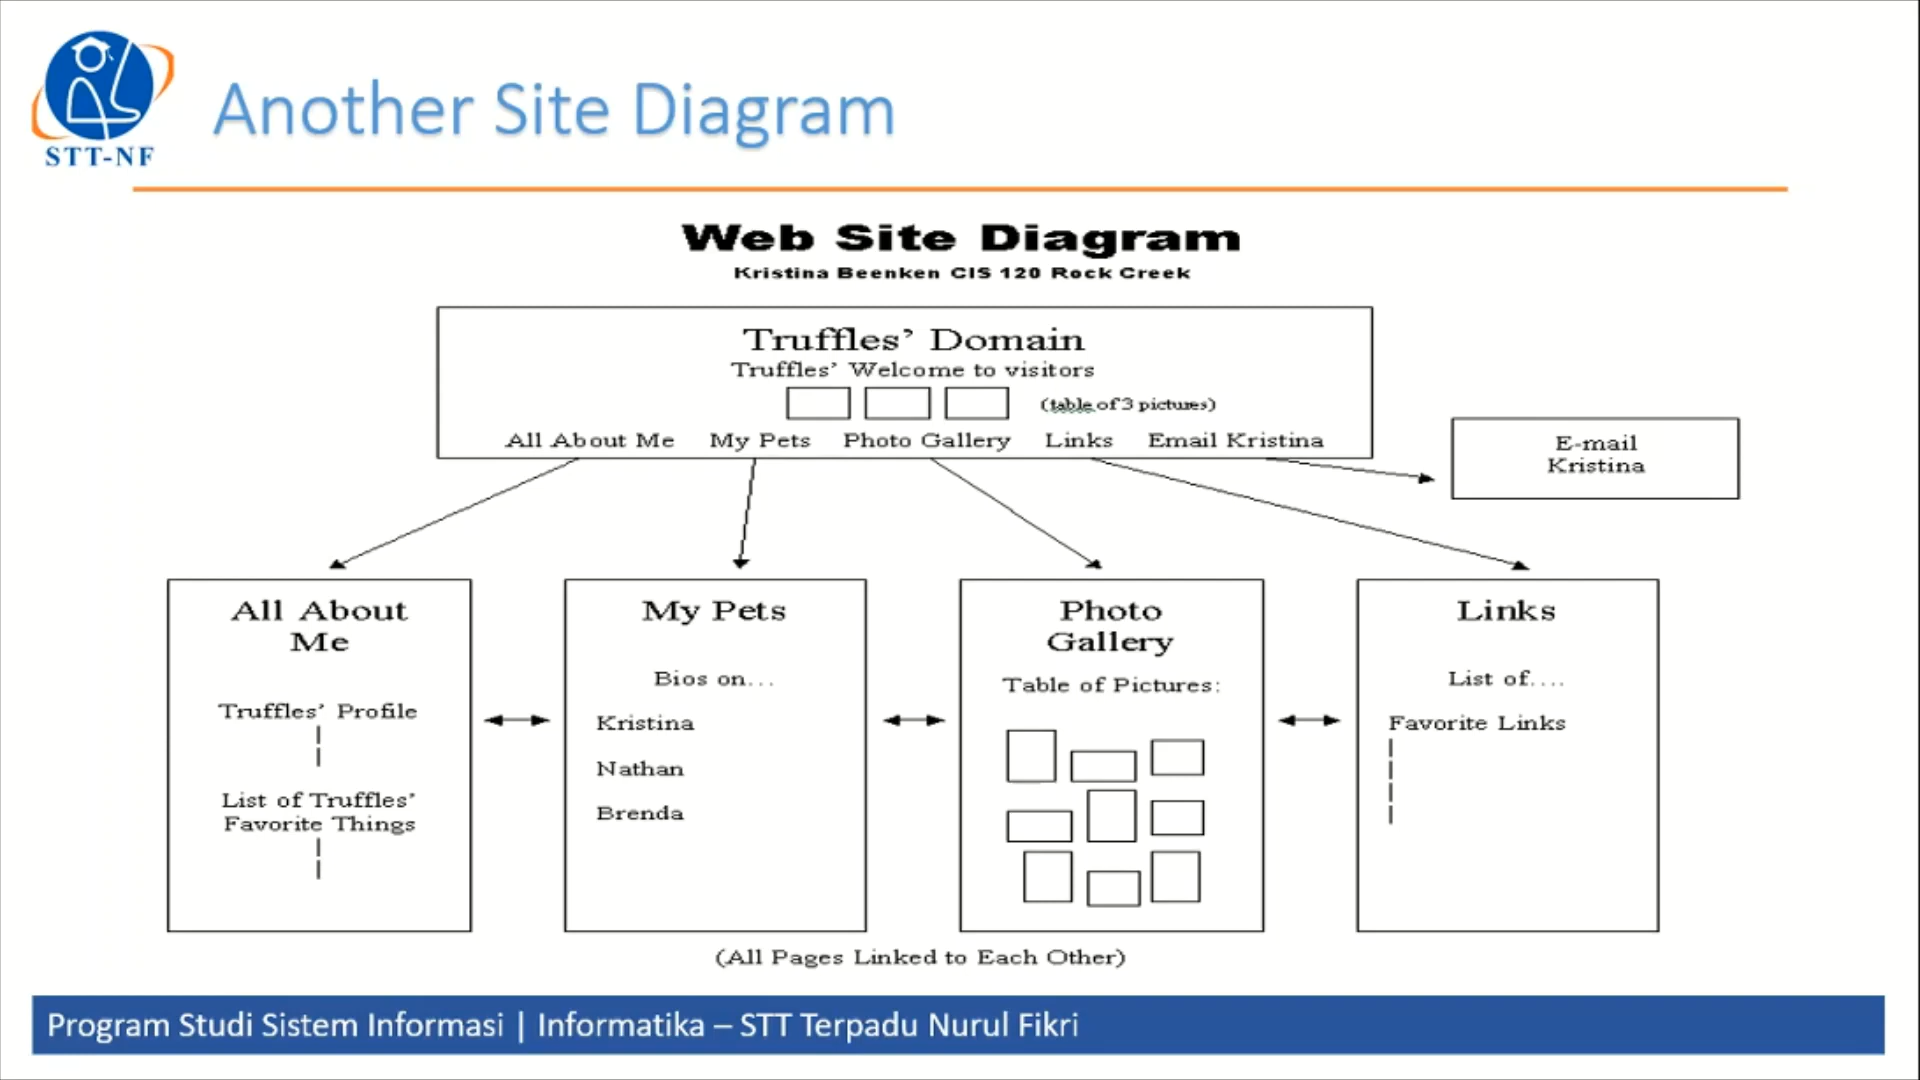 STT-NF
Another Site Diagram
Web Site Diagram
Kristina Beenken CIS 120 Rock Creek
Truffles’ Domain
Truffles’ Welcome to visitors
(table of 3 pictures)
All About Me My Pets Photo Gallery Links Email Kristina
E-mail
Kristina
All About
Me
Truffles’ Profile
List of Truffles’
Favorite Things
My Pets
Bios on...
Kristina
Nathan
Brenda
Photo
Gallery
Table of Pictures:
Links
List of....
Favorite Links
(All Pages Linked to Each Other)
Program Studi Sistem Informasi | Informatika – STT Terpadu Nurul Fikri